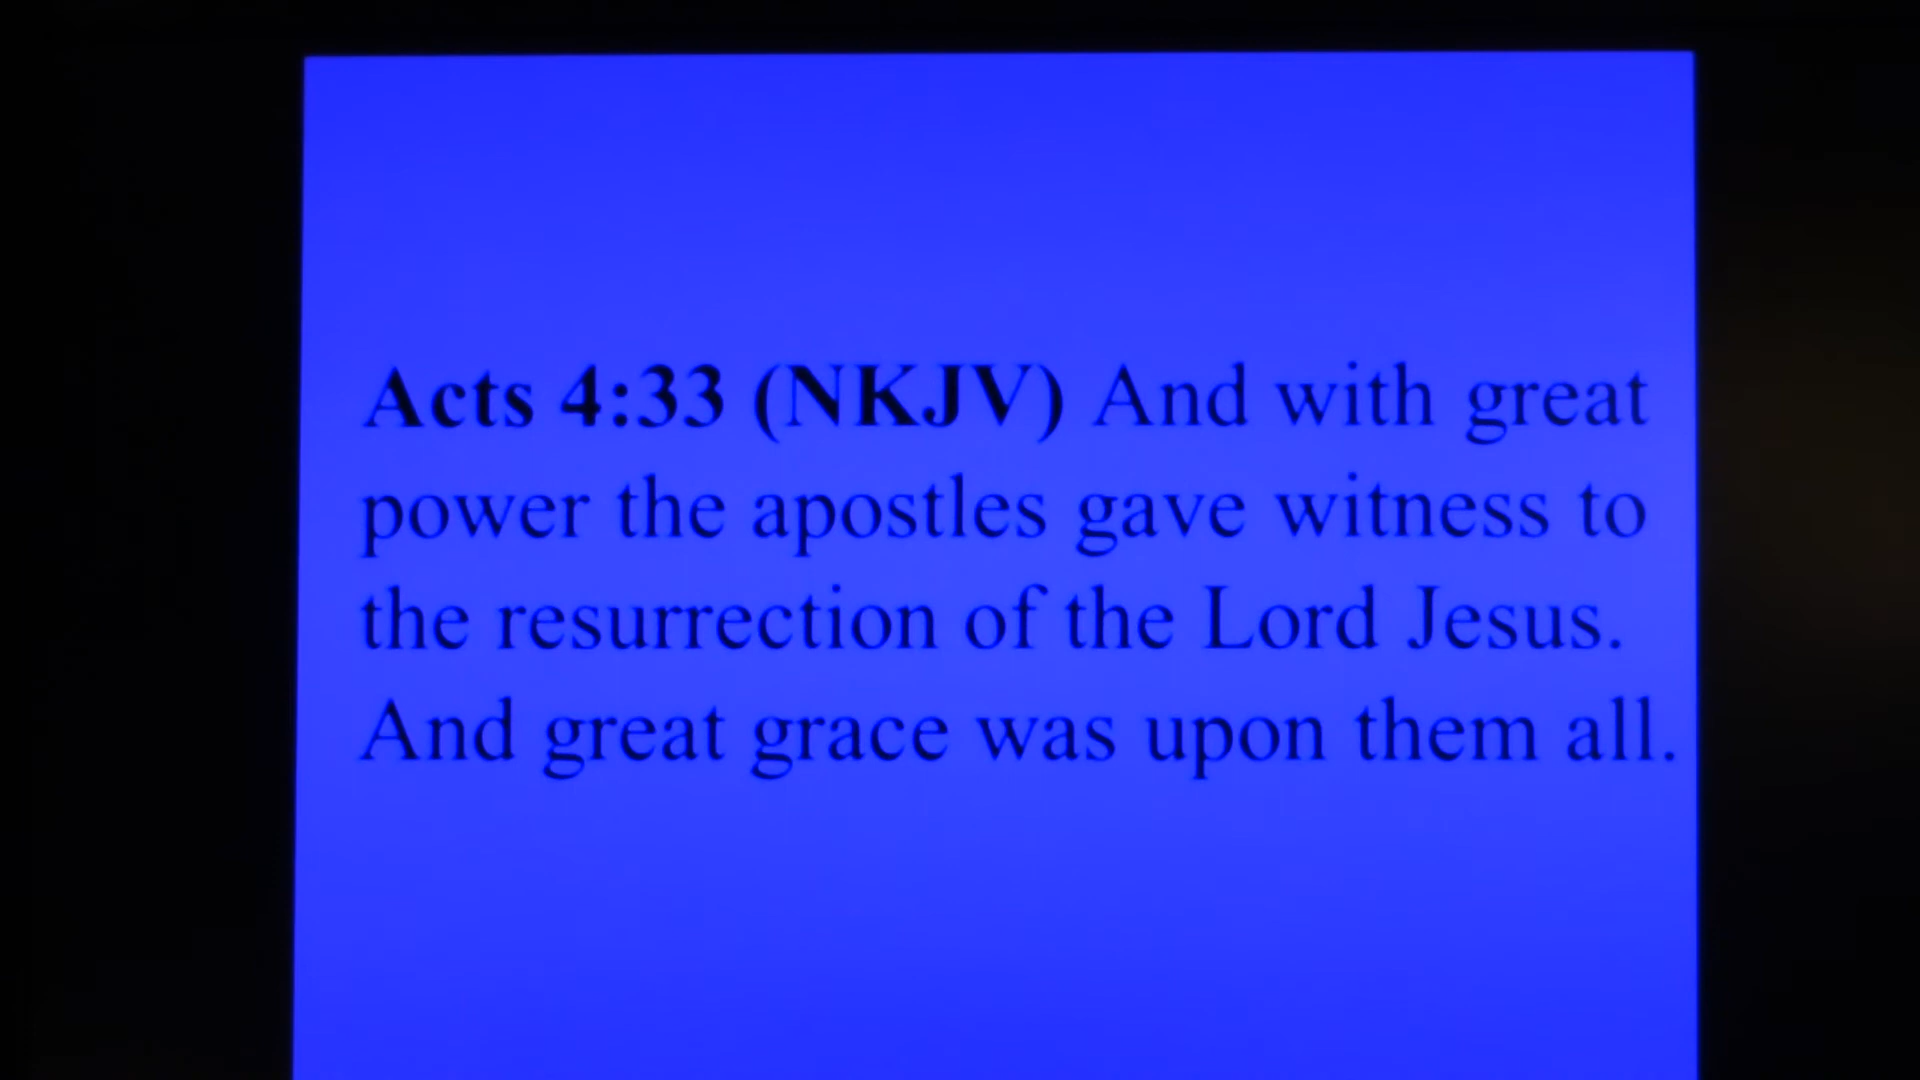 Acts 4:33 (NKJV) And with great
power the apostles gave witness to
the resurrection of the Lord Jesus.
And great grace was upon them all.